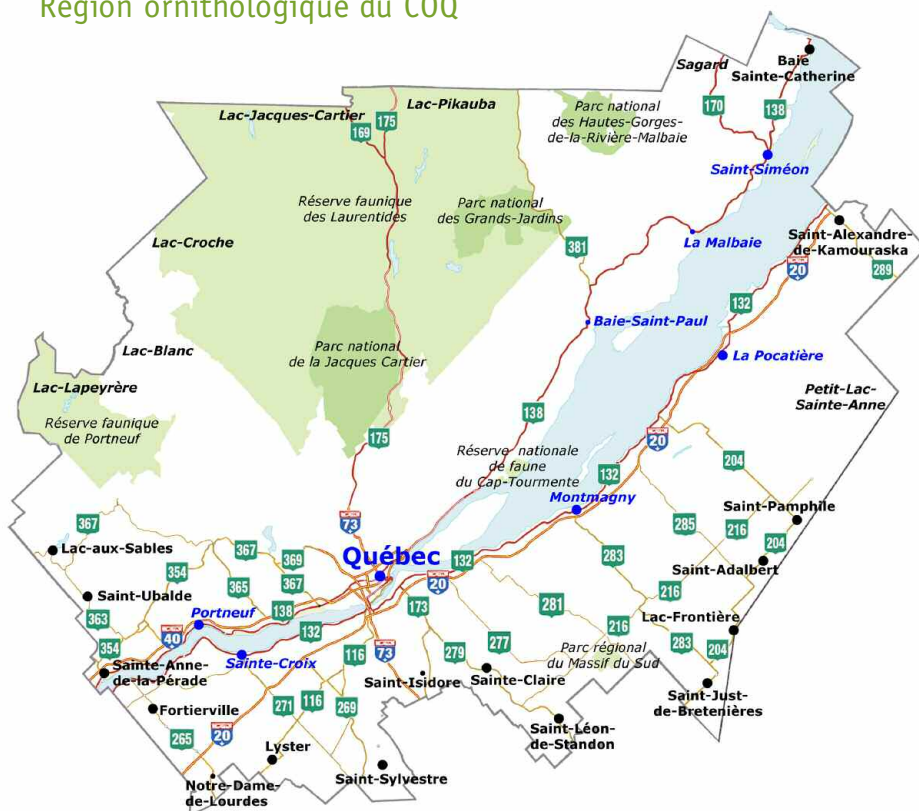 Région ornithologique du COQ
Baie
Sainte-Catherine
Sagard
170
138
Lac-Pikauba
Lac-Jacques-Cartier
175
169
Parc national
des Hautes-Gorges-
de-la-Rivière-Malbaie
Saint-Siméon
Réserve faunique
des Laurentides
Parc national
des Grands-Jardins
La Malbaie
Saint-Alexandre-
de-Kamouraska
Lac-Croche
381
20
289
132
Baie-Saint-Paul
Lac-Blanc
Parc national
de la Jacques Cartier
La Pocatière
Lac-Lapeyrère
Petit-Lac-
Sainte-Anne
Réserve faunique
de Portneuf
138
175
20
Réserve nationale
de faune
du Cap-Tourmente
204
132
Montmagny
Saint-Pamphile
367
73
285
216
Lac-aux-Sables
Québec
367
369
132
283
204
354
Saint-Adalbert
365
367
20
Saint-Ubalde
216
Portneuf
138
173
281
Lac-Frontière
363
132
216
40
354
277
283
204
116
73
279
Parc régional
du Massif du Sud
Sainte-Croix
Sainte-Anne-
de-la-Pérade
Saint-Isidore
Sainte-Claire
Saint-Just-
de-Bretenières
Fortierville
271
116
269
Saint-Léon-
de-Standon
265
20
Lyster
Saint-Sylvestre
Notre-Dame-
de-Lourdes